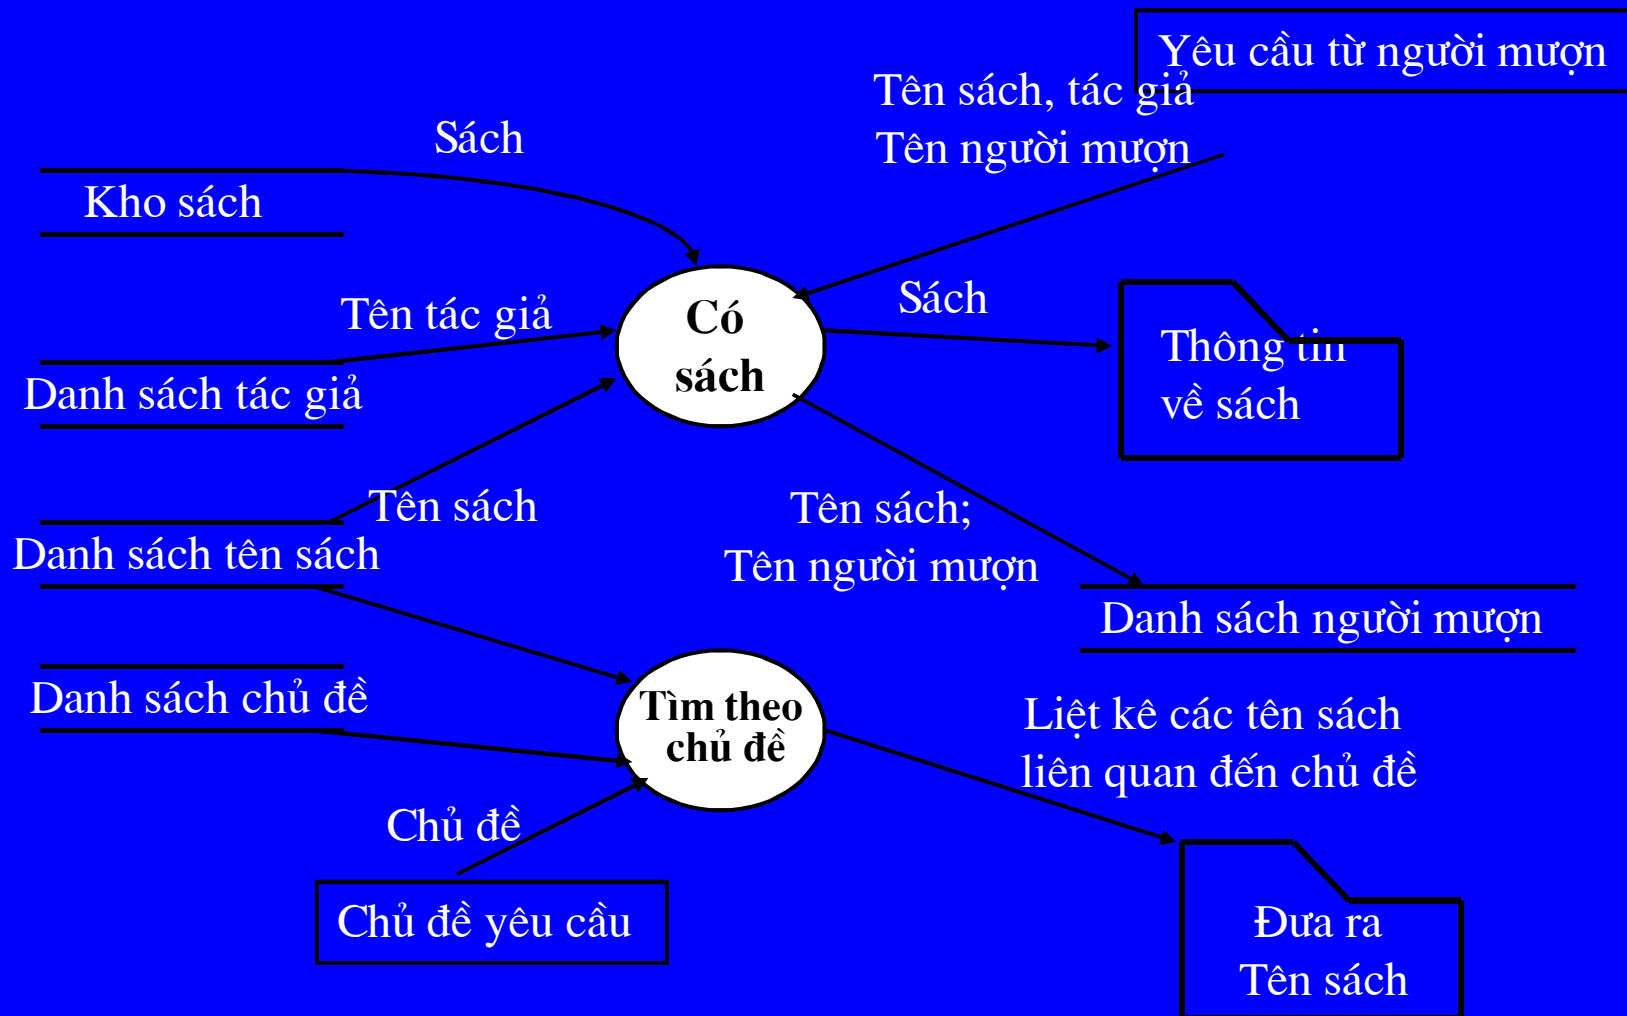 Yêu cầu từ người mượn
Tên sách, tác giả
Tên người mượn
Sách
Kho sách
Tên tác giả
Có
sách
Sách
Thông tin
về sách
Danh sách tác giả
Tên sách
Tên sách;
Tên người mượn
Danh sách tên sách
Danh sách người mượn
Danh sách chủ đề
Tìm theo
chủ đề
Liệt kê các tên sách
liên quan đến chủ đề
Chủ đề
Chủ đề yêu cầu
Đưa ra
Tên sách